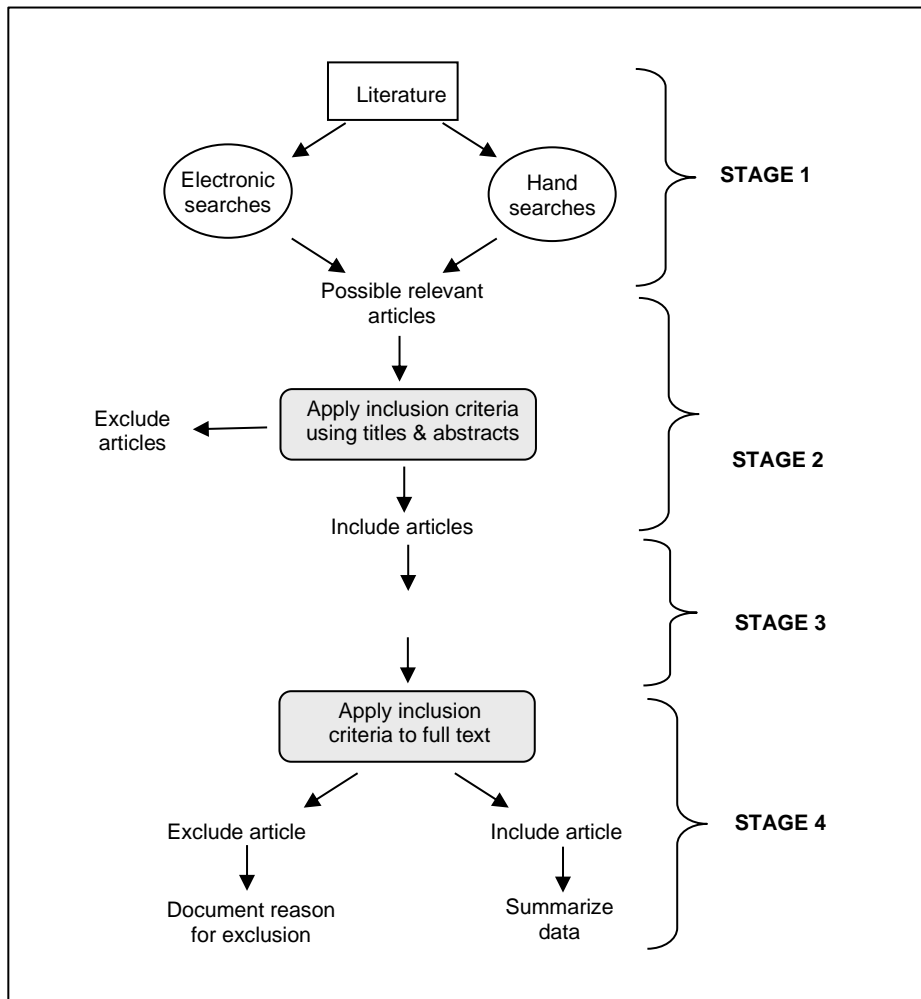 Literature
Electronic
searches
Hand
searches
STAGE 1
Possible relevant
articles
Exclude
articles
Apply inclusion criteria
using titles & abstracts
STAGE 2
Include articles
STAGE 3
Apply inclusion
criteria to full text
Exclude article
Include article
STAGE 4
Document reason
for exclusion
Summarize
data